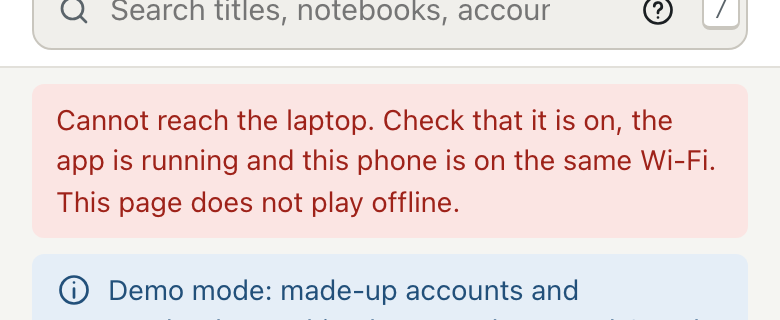 Search titles, notebooks, accour
/
Cannot reach the laptop. Check that it is on, the
app is running and this phone is on the same Wi-Fi.
This page does not play offline.
Demo mode: made-up accounts and